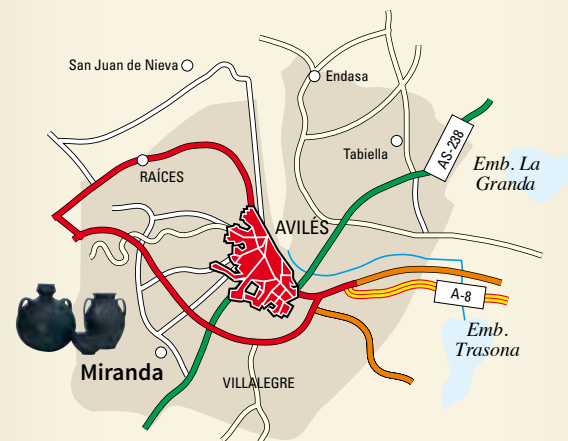 San Juan de Nieva
Endasa
AS-238
Tabiella
Emb. La
Granda
RAÍCES
AVILÉS
A-8
Emb.
Trasona
Miranda
VILLALEGRE